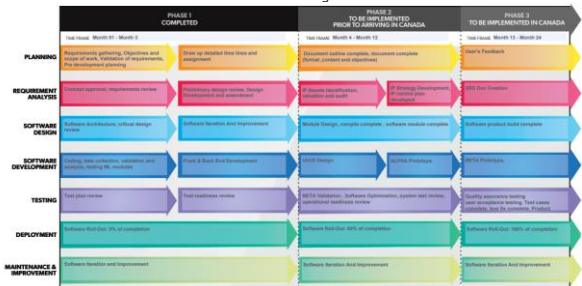 PHASE 1
COMPLETED
PHASE 2
TO BE IMPLEMENTED
PRIOR TO ARRIVING IN CANADA
PHASE 3
TO BE IMPLEMENTED IN CANADA
TIME FRAME Month 01 - Month 3
TIME FRAME Month 4 - Month 12
TIME FRAME Month 13 - Month 24
PLANNING
Requirements gathering, Objectives and
scope of work, Validation of requirements,
Pre development planning
Draw up detailed time lines and
assignment
Document outline complete, document complete
(format, content and objectives)
User's Feedback
REQUIREMENT
ANALYSIS
Concept approval, requirements review
Preliminary design review, Design
Development and amendment
IP Assets Identification,
valuation and audit
IP Strategy Development,
IP control plan
developed
SRS Doc Creation
SOFTWARE
DESIGN
Software Architecture, critical design
review
Software Iteration And Improvement
Module Design, compile complete, software module complete
Software product build complete
SOFTWARE
DEVELOPMENT
Coding, data collection, validation and
analysis, testing ML modules
Front & Back End Development
UI/UX Design
ALPHA Prototype
BETA Prototype,
TESTING
Test plan review
Test readiness review
BETA Validation, Software Optimization, system test review,
operational readiness review
Quality assurance testing
user acceptance testing, Test cases
complete, bug fix complete, Product
DEPLOYMENT
Software Roll-Out: 0% of completion
Software Roll-Out: 60% of completion
Software Roll-Out: 100% of completion
MAINTENANCE &
IMPROVEMENT
Software Iteration and Improvement
Software Iteration And Improvement
Software Iteration And Improvement